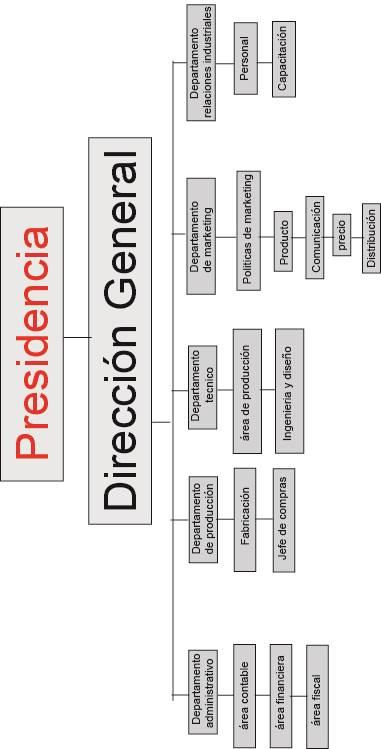 Presidencia
Dirección General
Departamento
administrativo
área contable
área financiera
área fiscal
Departamento
de producción
Fabricación
Jefe de compras
Departamento
tecnico
área de producción
Ingenieria y diseño
Departamento
de marketing
Politicas de marketing
Producto
Comunicación
precio
Distribución
Departamento
relaciones industriales
Personal
Capacitación